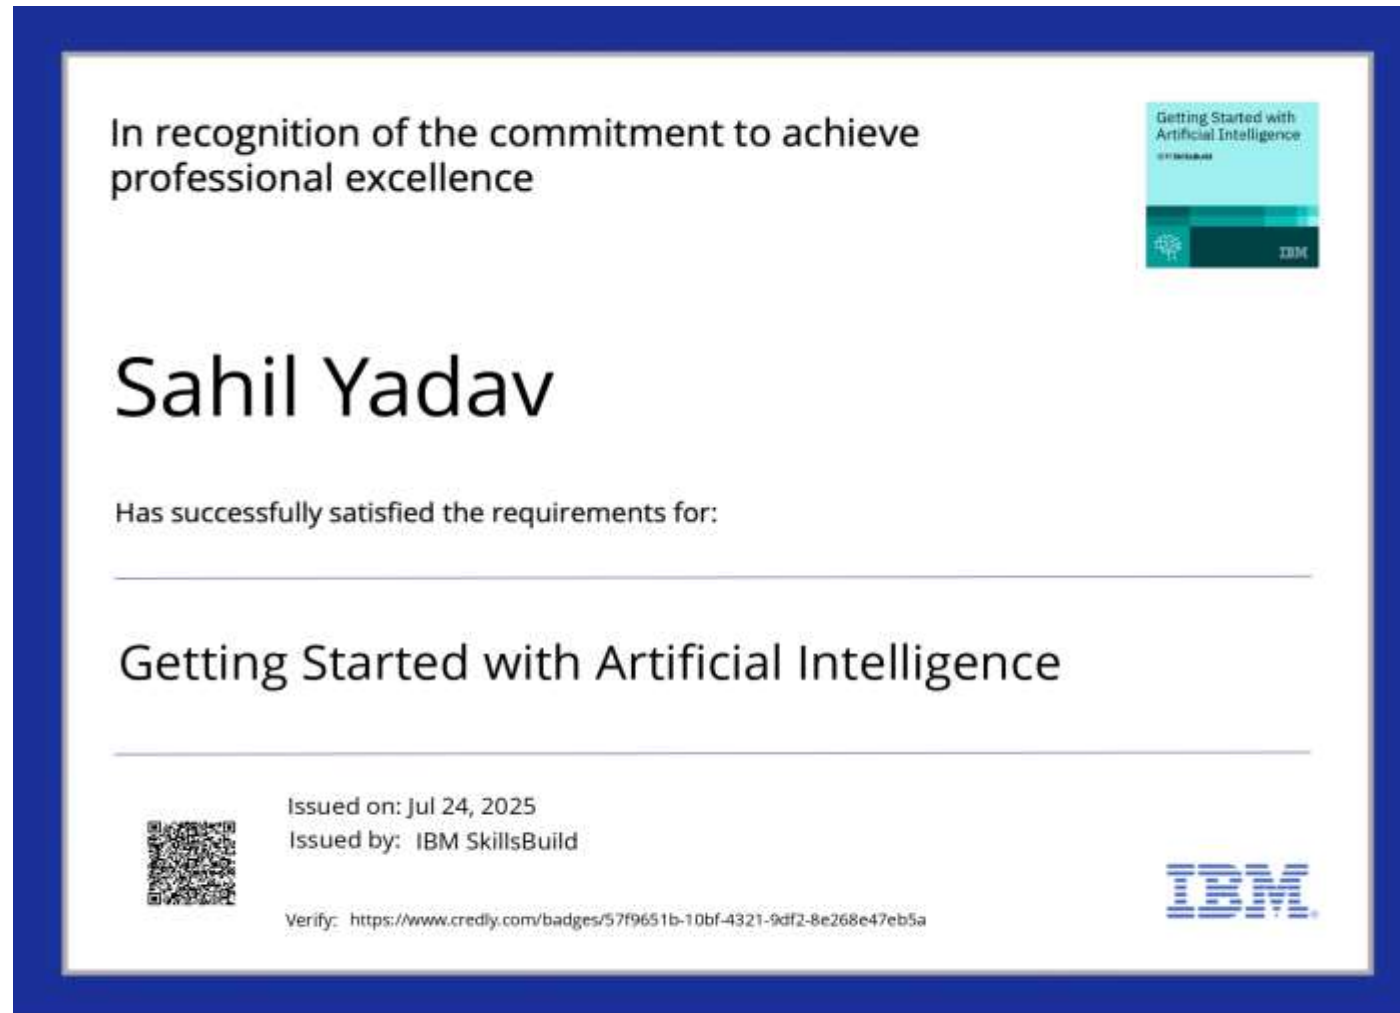 In recognition of the commitment to achieve
professional excellence
Getting Started with
Artificial Intelligence
IBM SkillsBuild
IBM
Sahil Yadav
Has successfully satisfied the requirements for:
Getting Started with Artificial Intelligence
Issued on: Jul 24, 2025
Issued by: IBM SkillsBuild
Verify: https://www.credly.com/badges/57f9651b-10bf-4321-9df2-8e268e47eb5a
IBM